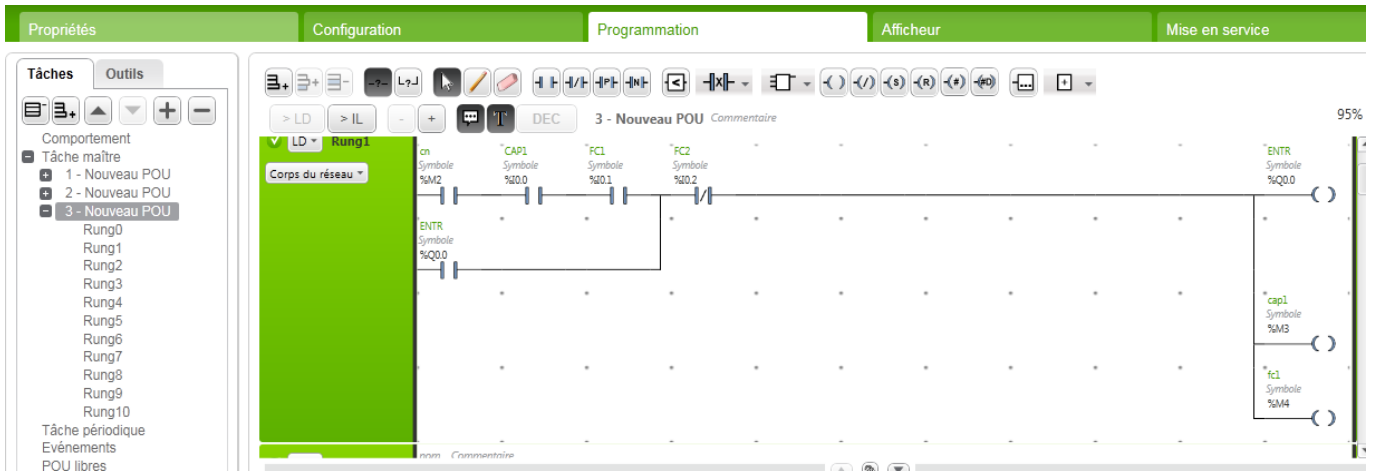 Propriétés Configuration Programmation Afficheur Mise en service
Tâches Outils
> LD > IL - + T DEC 3 - Nouveau POU Commentaire 95%
Comportement
Tâche maître
1 - Nouveau POU
2 - Nouveau POU
3 - Nouveau POU
Rung0
Rung1
Rung2
Rung3
Rung4
Rung5
Rung6
Rung7
Rung8
Rung9
Rung10
Tâche périodique
Evénements
POU libres
LD Rung1
Corps du réseau
cn CAP1 FC1 FC2 ENTR
Symbole Symbole Symbole Symbole Symbole
%M2 %I0.0 %I0.1 %I0.2 %Q0.0
ENTR
Symbole
%Q0.0
cap1
Symbole
%M3
fc1
Symbole
%M4
nom Commentaire